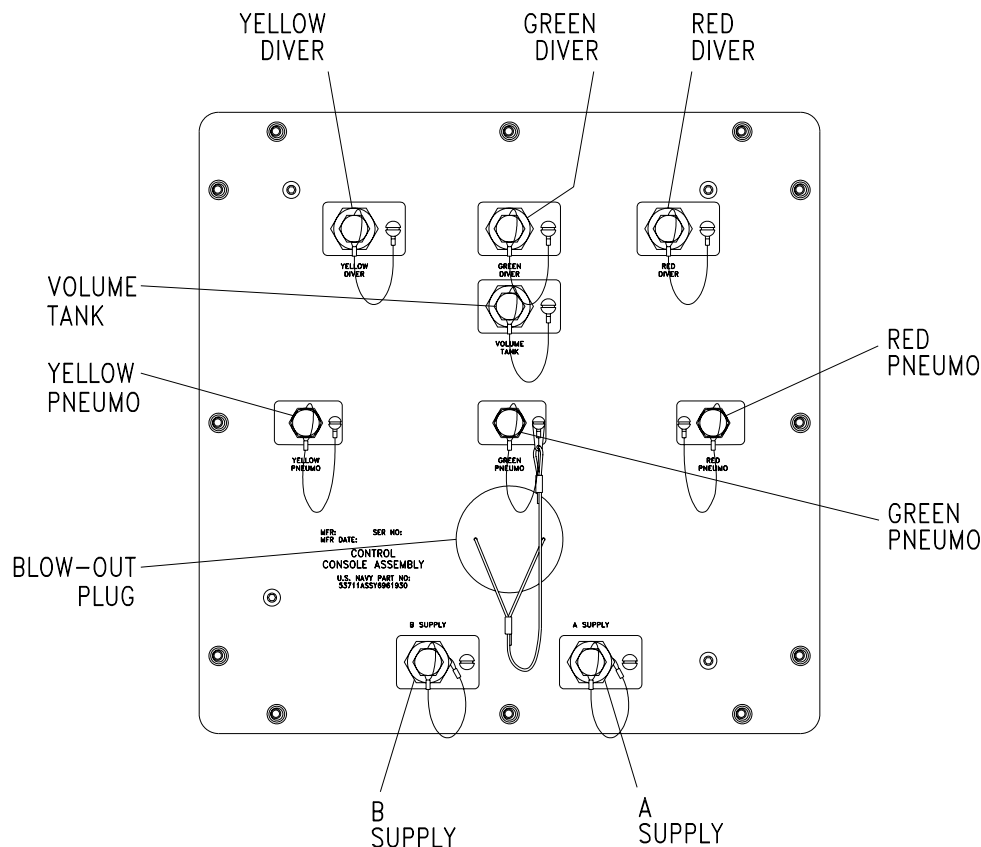 YELLOW
DIVER
GREEN
DIVER
RED
DIVER
YELLOW
DIVER
GREEN
DIVER
RED
DIVER
VOLUME
TANK
VOLUME
TANK
RED
PNEUMO
YELLOW
PNEUMO
YELLOW
PNEUMO
GREEN
PNEUMO
RED
PNEUMO
GREEN
PNEUMO
MFR: SER NO:
MFR DATE:
CONTROL
CONSOLE ASSEMBLY
U.S. NAVY PART NO:
53711ASSY6961930
BLOW-OUT
PLUG
B SUPPLY
A SUPPLY
B
SUPPLY
A
SUPPLY